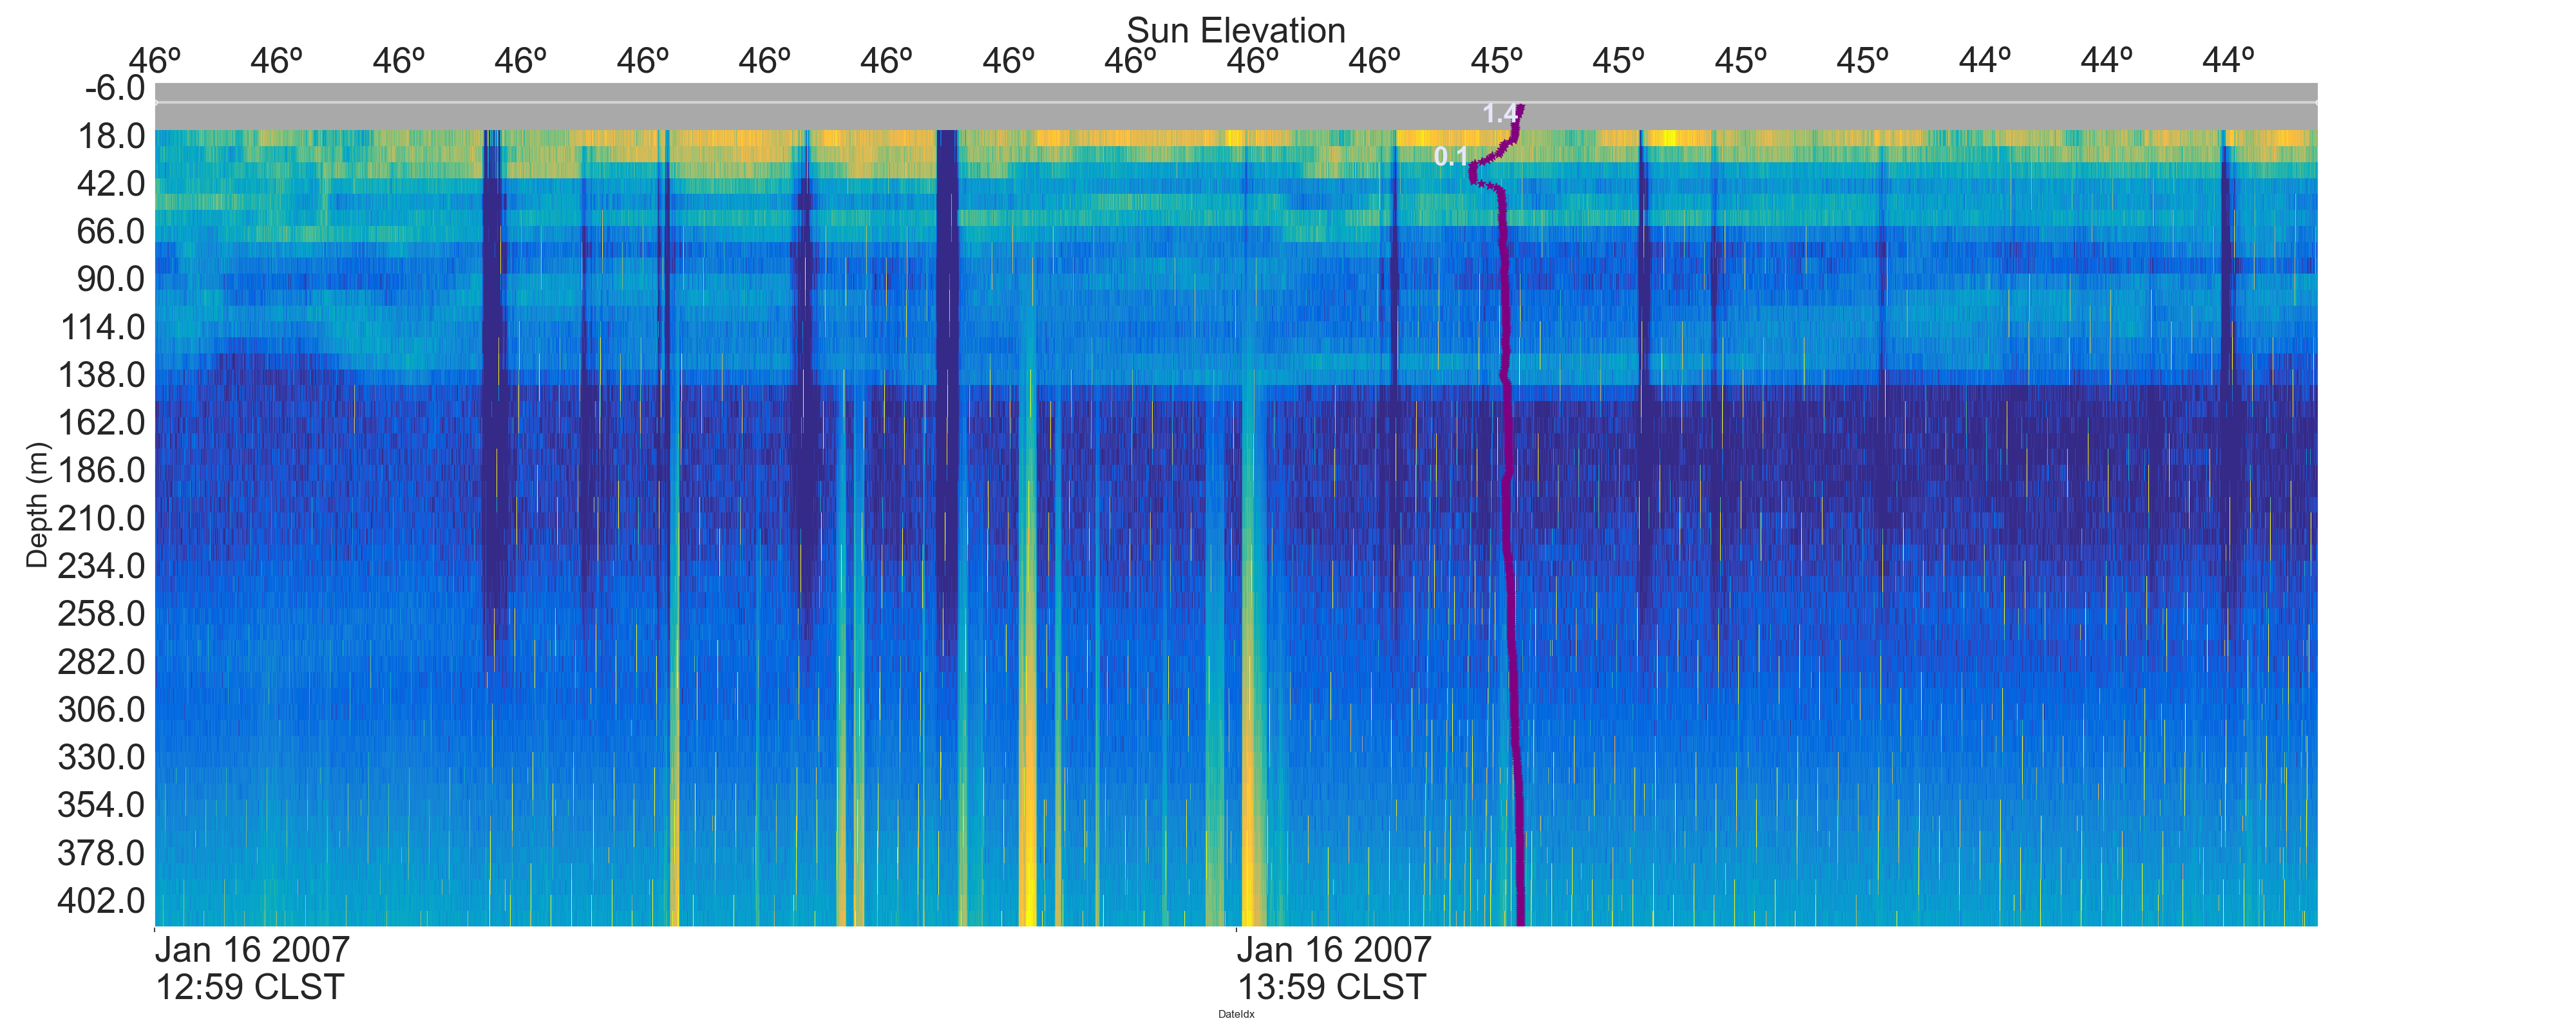 Sun Elevation
46º 46º 46º 46º 46º 46º 46º 46º 46º 46º 46º 45º 45º 45º 45º 44º 44º 44º
-6.0
1.4
18.0
0.1
42.0
66.0
90.0
114.0
138.0
162.0
186.0
210.0
234.0
258.0
282.0
306.0
330.0
354.0
378.0
402.0
Depth (m)
Jan 16 2007
12:59 CLST
Jan 16 2007
13:59 CLST
DateIdx